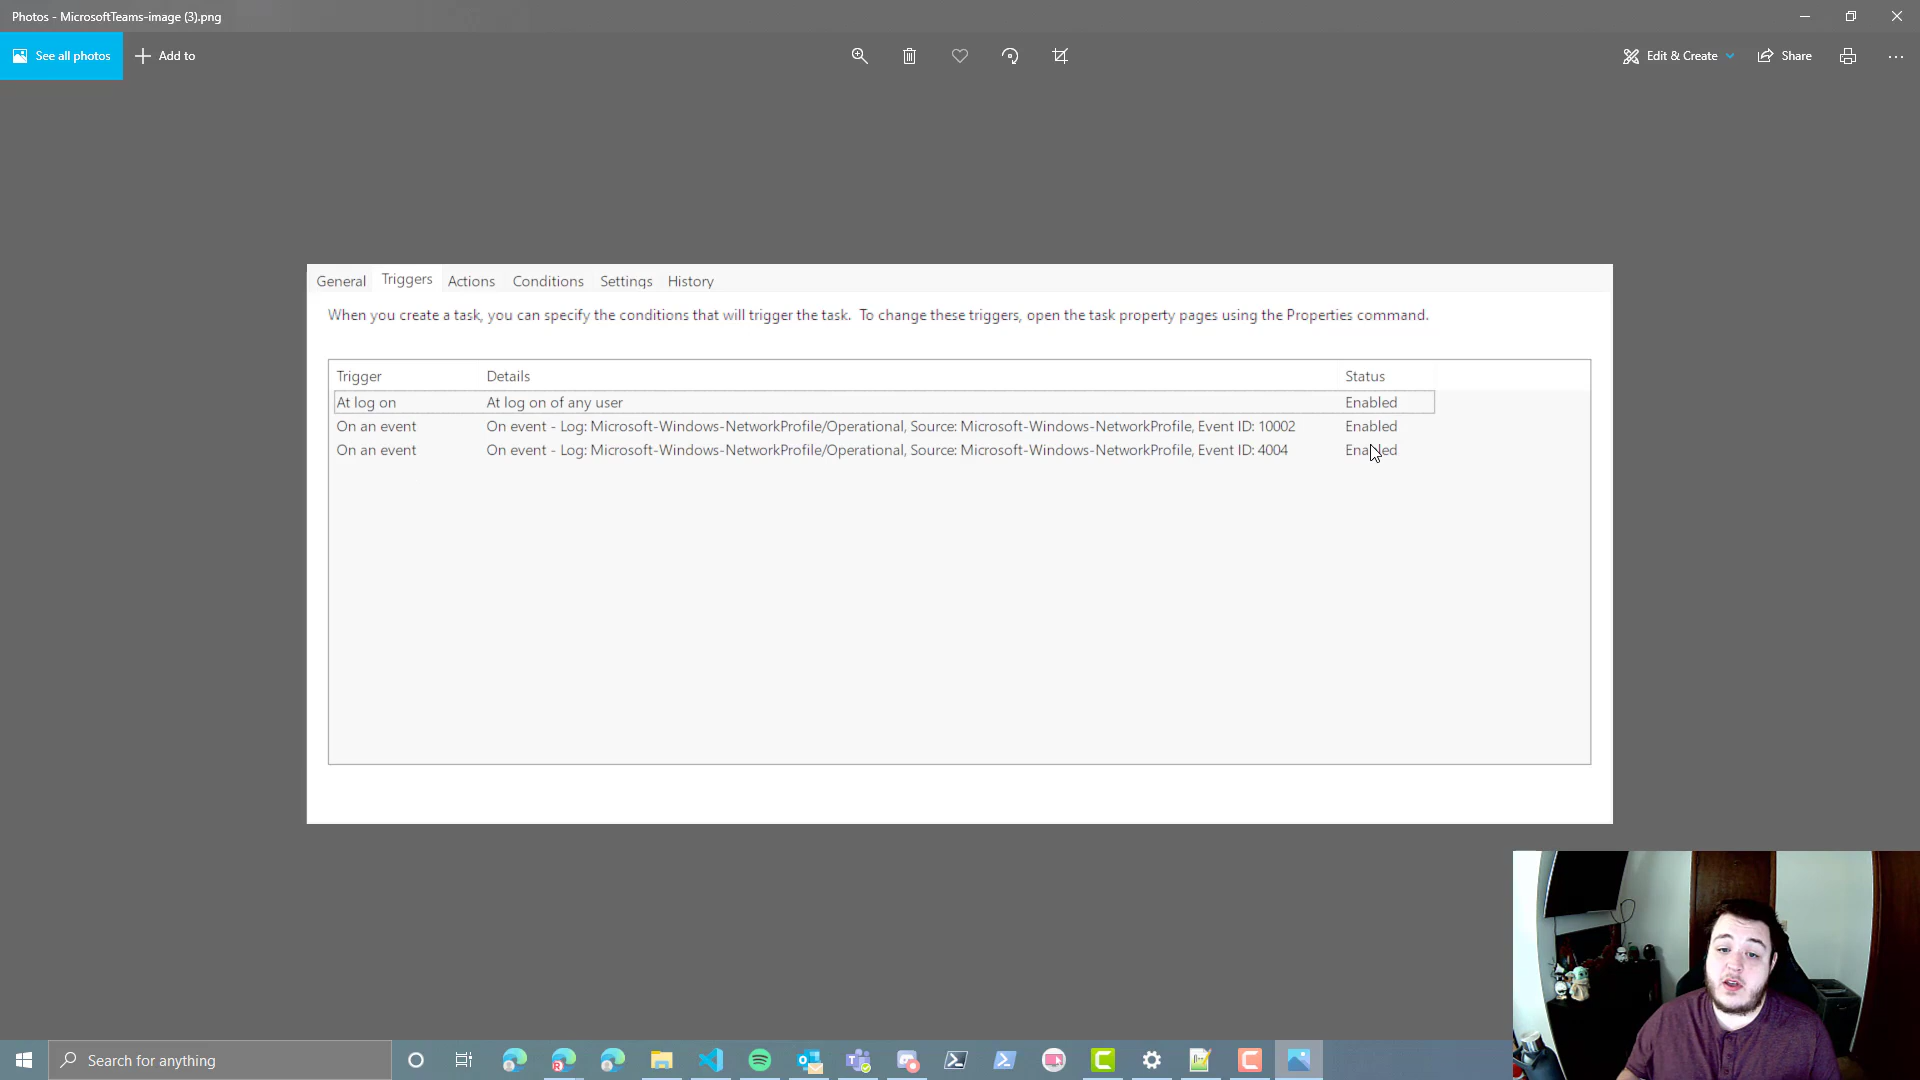 Photos - MicrosoftTeams-image (3).png
See all photos
Add to
Edit & Create
Share
General Triggers Actions Conditions Settings History
When you create a task, you can specify the conditions that will trigger the task. To change these triggers, open the task property pages using the Properties command.
Trigger Details Status
At log on At log on of any user Enabled
On an event On event - Log: Microsoft-Windows-NetworkProfile/Operational, Source: Microsoft-Windows-NetworkProfile, Event ID: 10002 Enabled
On an event On event - Log: Microsoft-Windows-NetworkProfile/Operational, Source: Microsoft-Windows-NetworkProfile, Event ID: 4004 Enabled
Search for anything